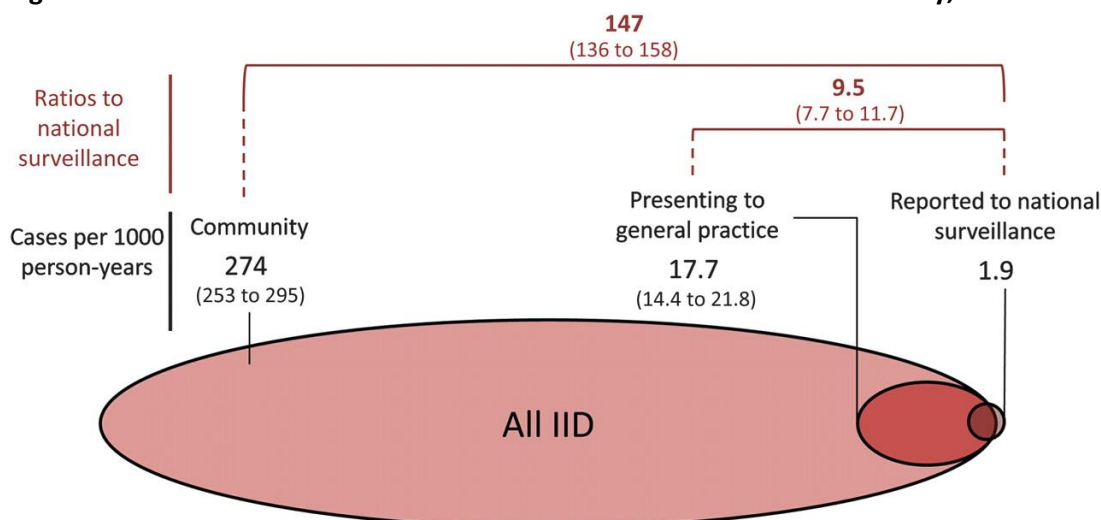 147
(136 to 158)
9.5
(7.7 to 11.7)
Ratios to
national
surveillance
Cases per 1000
person-years
Community
274
(253 to 295)
Presenting to
general practice
17.7
(14.4 to 21.8)
Reported to national
surveillance
1.9
All IID